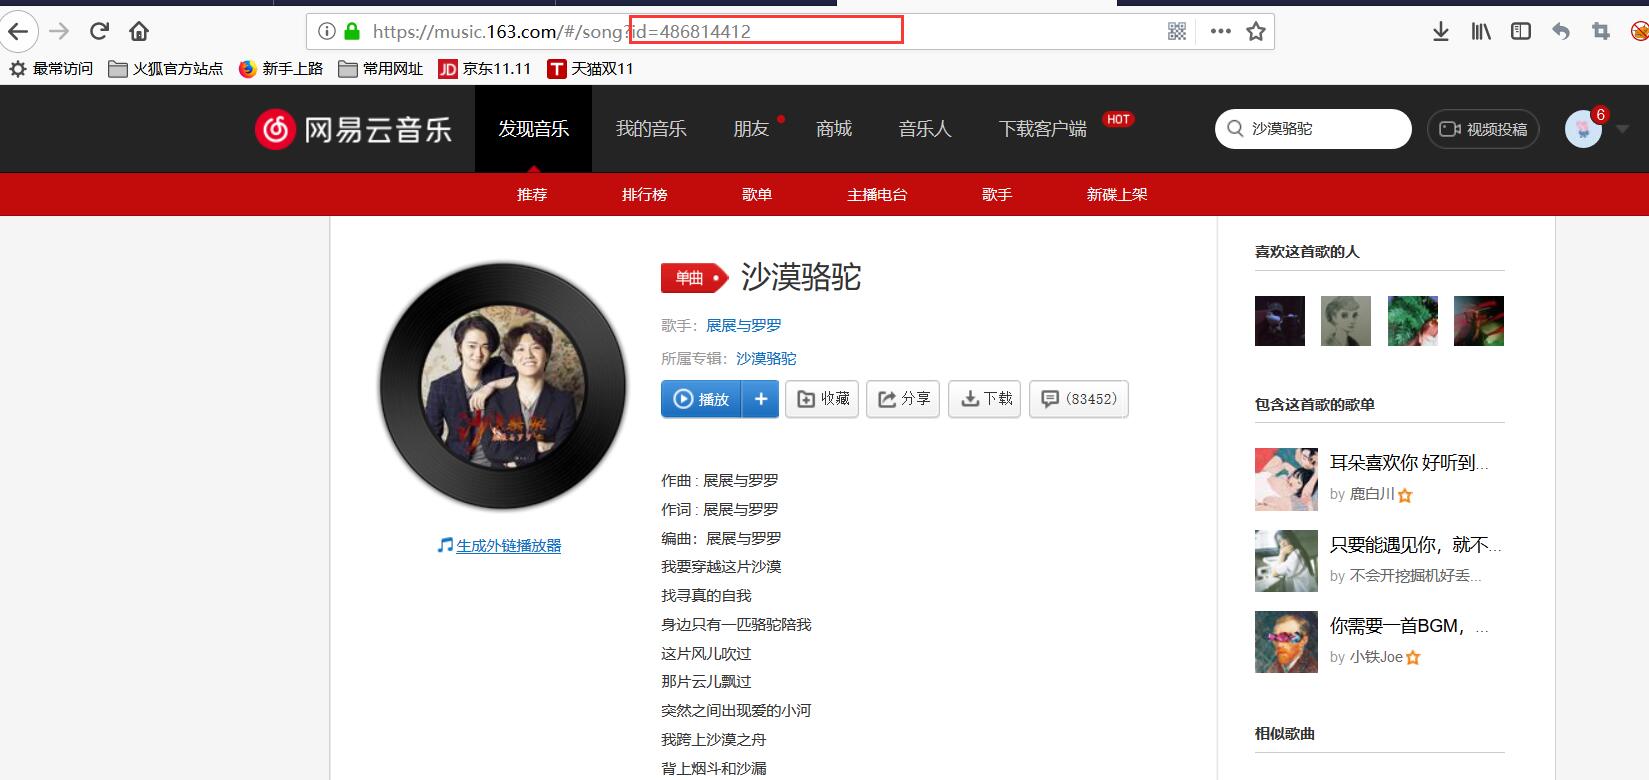 https://music.163.com/#/song?id=486814412
最常访问 火狐官方站点 新手上路 常用网址 JD 京东11.11 T 天猫双11
网易云音乐 发现音乐 我的音乐 朋友 商城 音乐人 下载客户端 HOT 沙漠骆驼 视频投稿 6
推荐 排行榜 歌单 主播电台 歌手 新碟上架
单曲 沙漠骆驼
歌手：展展与罗罗
所属专辑：沙漠骆驼
播放 + 收藏 分享 下载 (83452)
生成外链播放器
作曲 : 展展与罗罗
作词 : 展展与罗罗
编曲：展展与罗罗
我要穿越这片沙漠
找寻真的自我
身边只有一匹骆驼陪我
这片风儿吹过
那片云儿飘过
突然之间出现爱的小河
我跨上沙漠之舟
背上烟斗和沙漏
喜欢这首歌的人
包含这首歌的歌单
耳朵喜欢你 好听到...
by 鹿白川
只要能遇见你，就不...
by 不会开挖掘机好丢...
你需要一首BGM，...
by 小铁Joe
相似歌曲